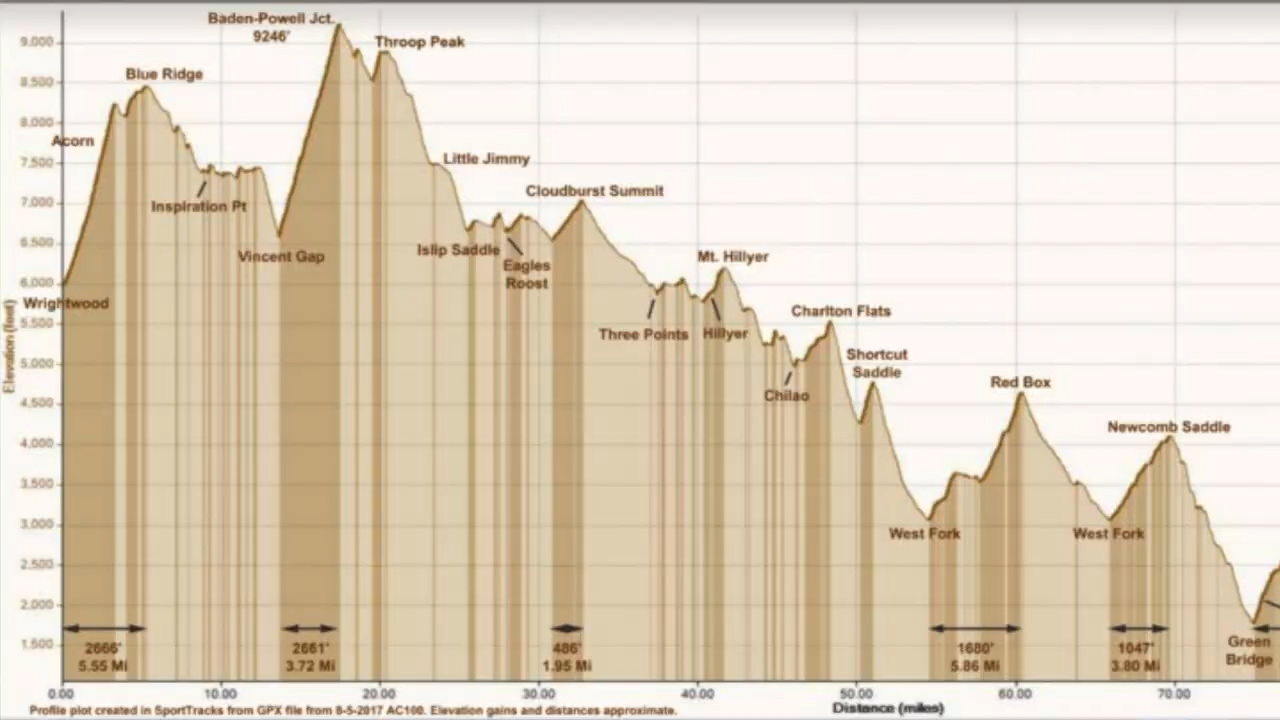 Baden-Powell Jct.
9246'
9,000
Throop Peak
Blue Ridge
8,500
8,000
Acorn
7,500
Little Jimmy
Cloudburst Summit
7,000
Inspiration Pt
6,500
Islip Saddle
Vincent Gap
Mt. Hillyer
Eagles
Roost
6,000
Wrightwood
Charlton Flats
5,500
Three Points
Hillyer
Elevation (feet)
Shortcut
Saddle
5,000
Red Box
Chilao
4,500
Newcomb Saddle
4,000
3,500
3,000
West Fork
West Fork
2,500
2,000
1,500
2666'
5.55 Mi
2661'
3.72 Mi
486'
1.95 Mi
1680'
5.86 Mi
1047'
3.80 Mi
Green
Bridge
0.00 10.00 20.00 30.00 40.00 50.00 60.00 70.00
Profile plot created in SportTracks from GPX file from 8-5-2017 AC100. Elevation gains and distances approximate.
Distance (miles)